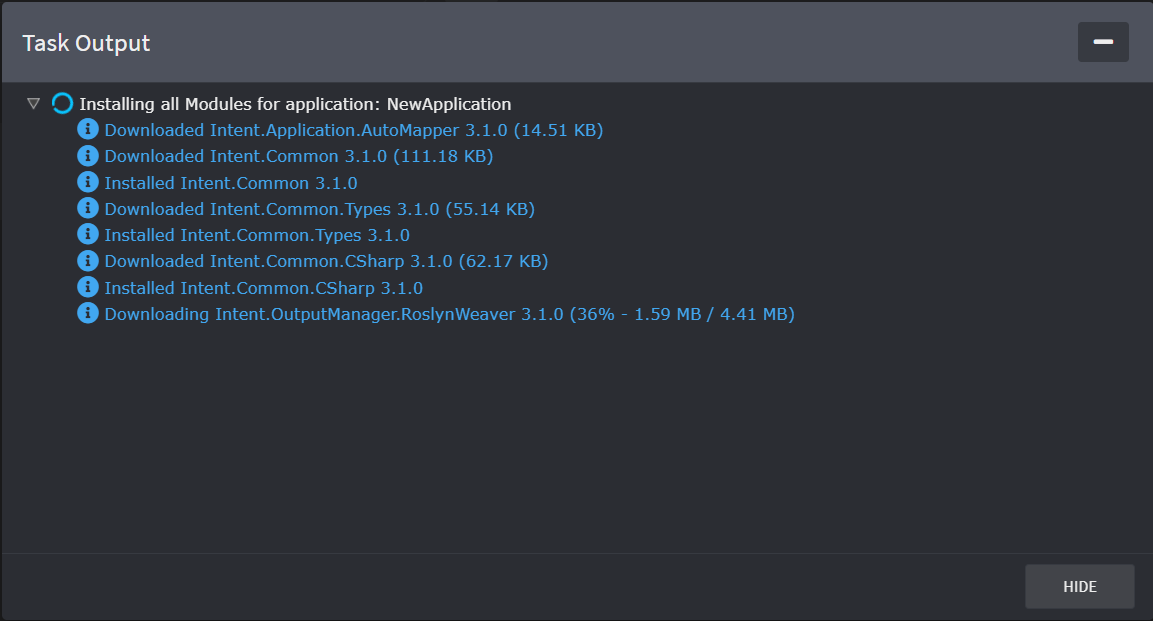 Task Output
Installing all Modules for application: NewApplication
Downloaded Intent.Application.AutoMapper 3.1.0 (14.51 KB)
Downloaded Intent.Common 3.1.0 (111.18 KB)
Installed Intent.Common 3.1.0
Downloaded Intent.Common.Types 3.1.0 (55.14 KB)
Installed Intent.Common.Types 3.1.0
Downloaded Intent.Common.CSharp 3.1.0 (62.17 KB)
Installed Intent.Common.CSharp 3.1.0
Downloading Intent.OutputManager.RoslynWeaver 3.1.0 (36% - 1.59 MB / 4.41 MB)
HIDE